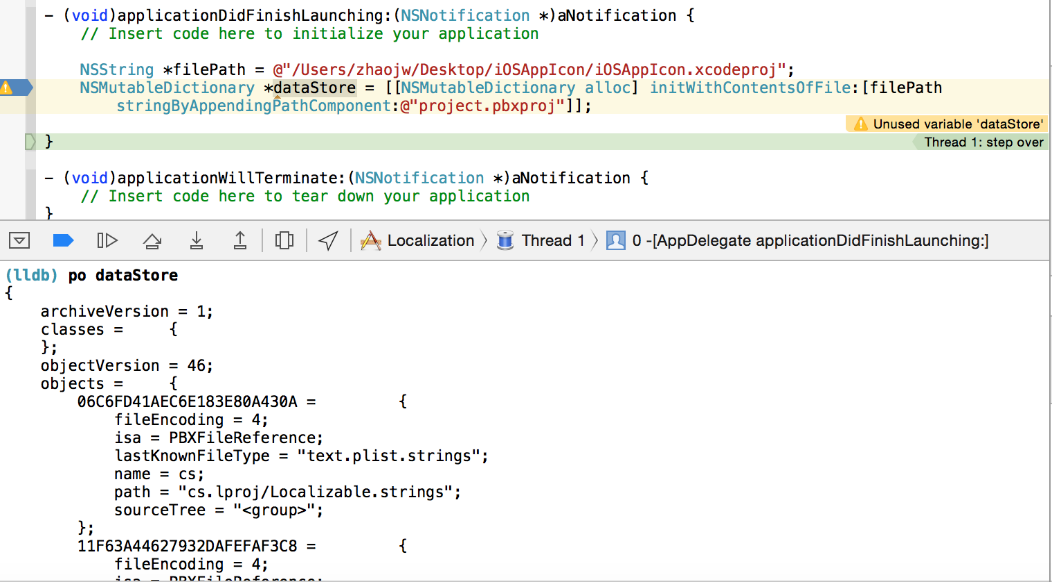 - (void)applicationDidFinishLaunching:(NSNotification *)aNotification {
// Insert code here to initialize your application
NSString *filePath = @"/Users/zhaojw/Desktop/iOSAppIcon/iOSAppIcon.xcodeproj";
NSMutableDictionary *dataStore = [[NSMutableDictionary alloc] initWithContentsOfFile:[filePath
stringByAppendingPathComponent:@"project.pbxproj"]];
Unused variable 'dataStore'
}
Thread 1: step over
- (void)applicationWillTerminate:(NSNotification *)aNotification {
// Insert code here to tear down your application
}
Localization
Thread 1
0 -[AppDelegate applicationDidFinishLaunching:]
(lldb) po dataStore
{
archiveVersion = 1;
classes =     {
};
objectVersion = 46;
objects =     {
06C6FD41AEC6E183E80A430A =         {
fileEncoding = 4;
isa = PBXFileReference;
lastKnownFileType = "text.plist.strings";
name = cs;
path = "cs.lproj/Localizable.strings";
sourceTree = "<group>";
};
11F63A44627932DAFEFAF3C8 =         {
fileEncoding = 4;
isa = PBXFileReference;